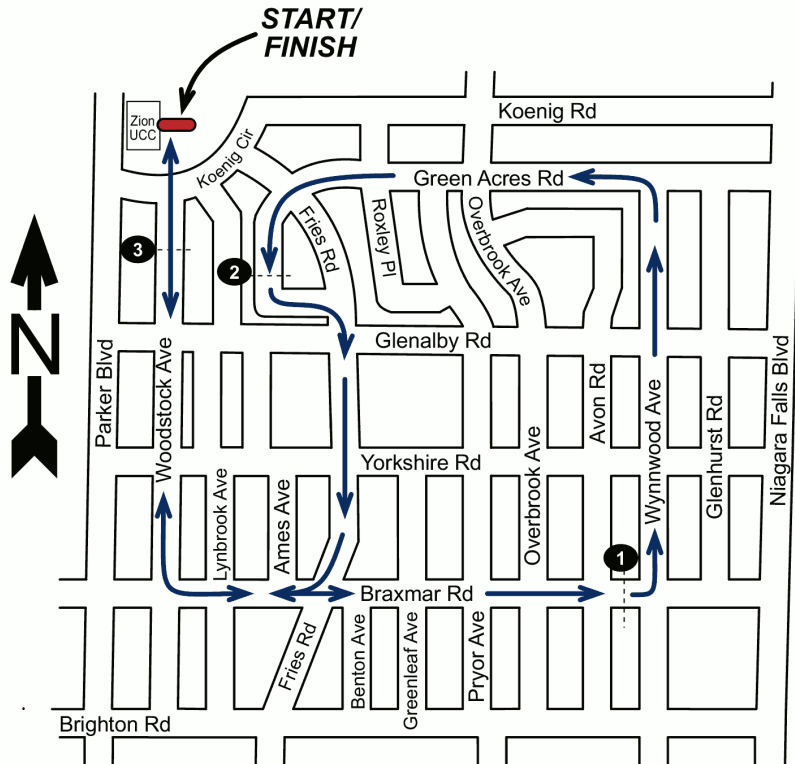 START/
FINISH
Koenig Rd
Zion
UCC
Koenig Cir
Green Acres Rd
Fries Rd
Roxley Pl
Overbrook Ave
3
2
N
Glenalby Rd
Parker Blvd
Woodstock Ave
Avon Rd
Wynnwood Ave
Glenhurst Rd
Niagara Falls Blvd
Yorkshire Rd
Lynbrook Ave
Ames Ave
Overbrook Ave
1
Braxmar Rd
Fries Rd
Benton Ave
Greenleaf Ave
Pryor Ave
Brighton Rd